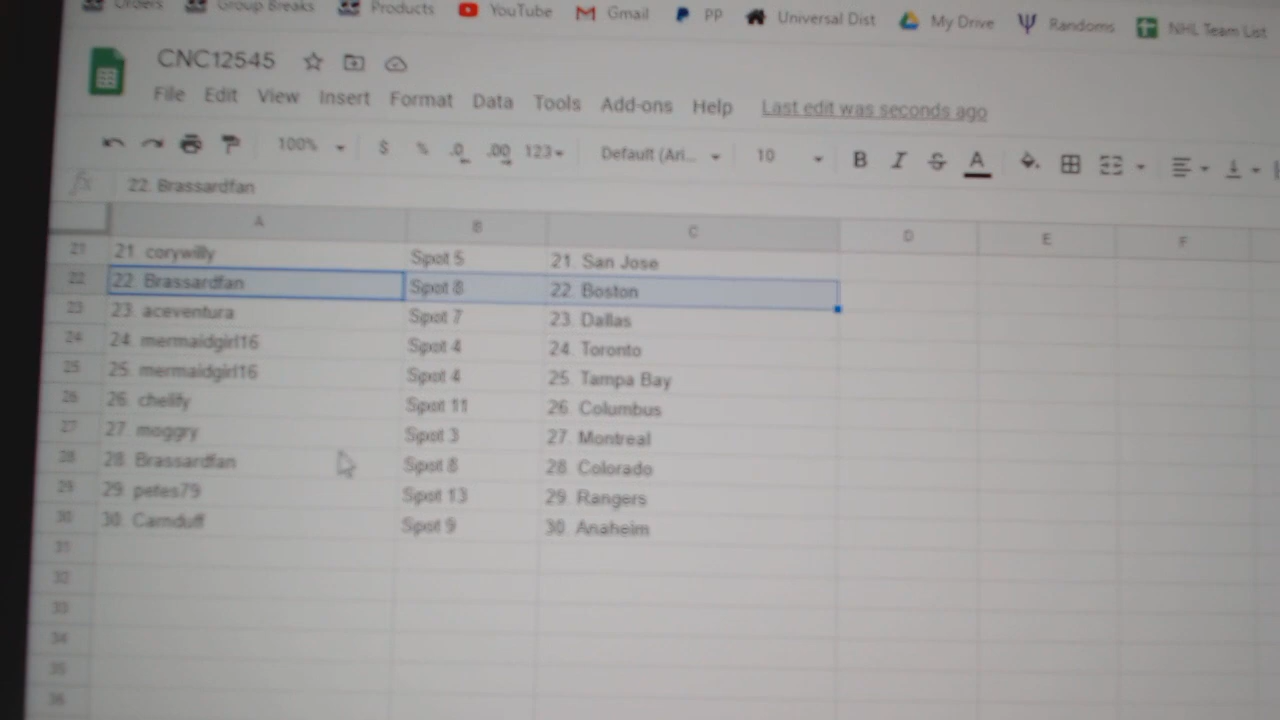 Orders Group Breaks Products YouTube Gmail PP Universal Dist My Drive Randoms NHL Team List
CNC12545
File Edit View Insert Format Data Tools Add-ons Help Last edit was seconds ago
100% $ % .0 .00 123 Default (Ari... 10 B I S A
fx 22. Brassardfan
A B C D E F
21 21. corywilly Spot 5 21. San Jose
22 22. Brassardfan Spot 8 22. Boston
23 23. aceventura Spot 7 23. Dallas
24 24. mermaidgirl16 Spot 4 24. Toronto
25 25. mermaidgirl16 Spot 4 25. Tampa Bay
26 26. chelify Spot 11 26. Columbus
27 27. moggry Spot 3 27. Montreal
28 28. Brassardfan Spot 8 28. Colorado
29 29. petes79 Spot 13 29. Rangers
30 30. Carnduff Spot 9 30. Anaheim
31
32
33
34
35
36